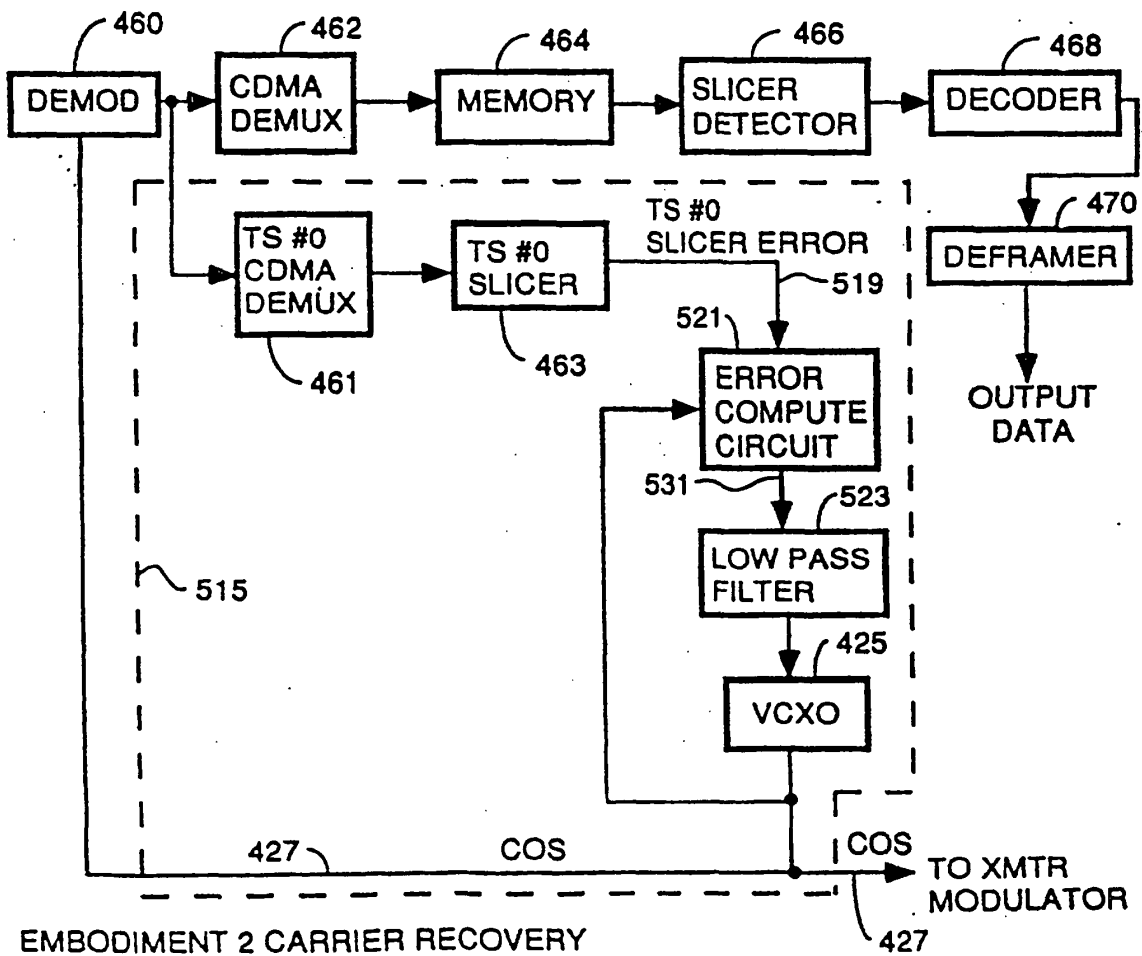 460
462
464
466
468
DEMOD
CDMA
DEMUX
MEMORY
SLICER
DETECTOR
DECODER
470
DEFRAMER
OUTPUT
DATA
TS #0
CDMA
DEMUX
461
TS #0
SLICER
463
TS #0
SLICER ERROR
519
521
ERROR
COMPUTE
CIRCUIT
531
523
LOW PASS
FILTER
515
425
VCXO
427
COS
COS
TO XMTR
MODULATOR
427
EMBODIMENT 2 CARRIER RECOVERY